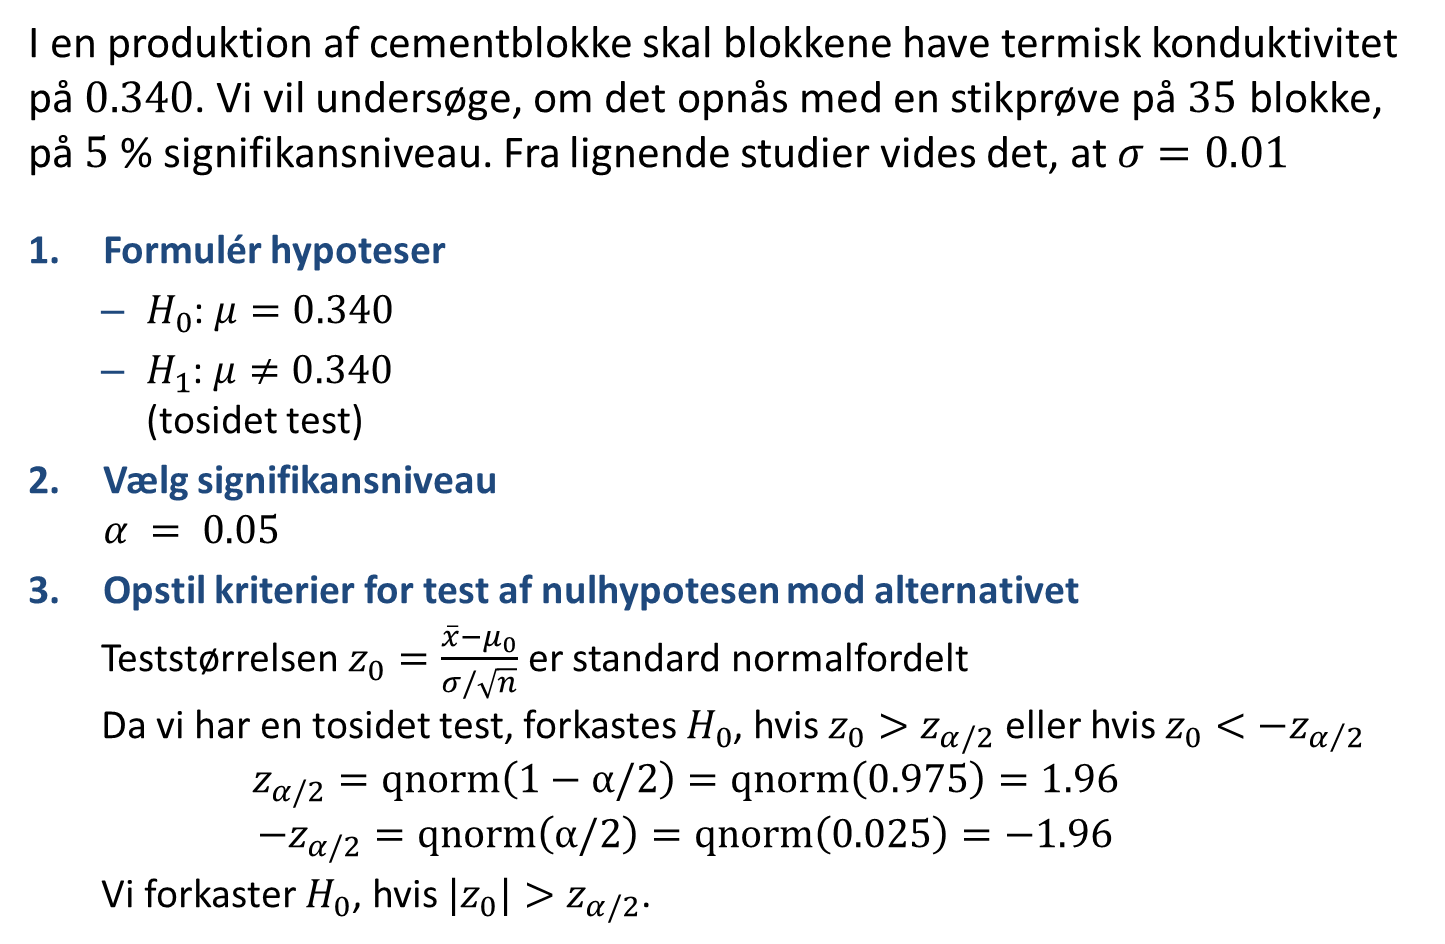 I en produktion af cementblokke skal blokkene have termisk konduktivitet
på 0.340. Vi vil undersøge, om det opnås med en stikprøve på 35 blokke,
på 5 % signifikansniveau. Fra lignende studier vides det, at σ = 0.01
1. Formulér hypoteser
– H₀: μ = 0.340
– H₁: μ ≠ 0.340
(tosidet test)
2. Vælg signifikansniveau
α = 0.05
3. Opstil kriterier for test af nulhypotesen mod alternativet
Teststørrelsen z₀ = (x̄−μ₀)/(σ/√n) er standard normalfordelt
Da vi har en tosidet test, forkastes H₀, hvis z₀ > z_{α/2} eller hvis z₀ < −z_{α/2}
z_{α/2} = qnorm(1 − α/2) = qnorm(0.975) = 1.96
−z_{α/2} = qnorm(α/2) = qnorm(0.025) = −1.96
Vi forkaster H₀, hvis |z₀| > z_{α/2}.